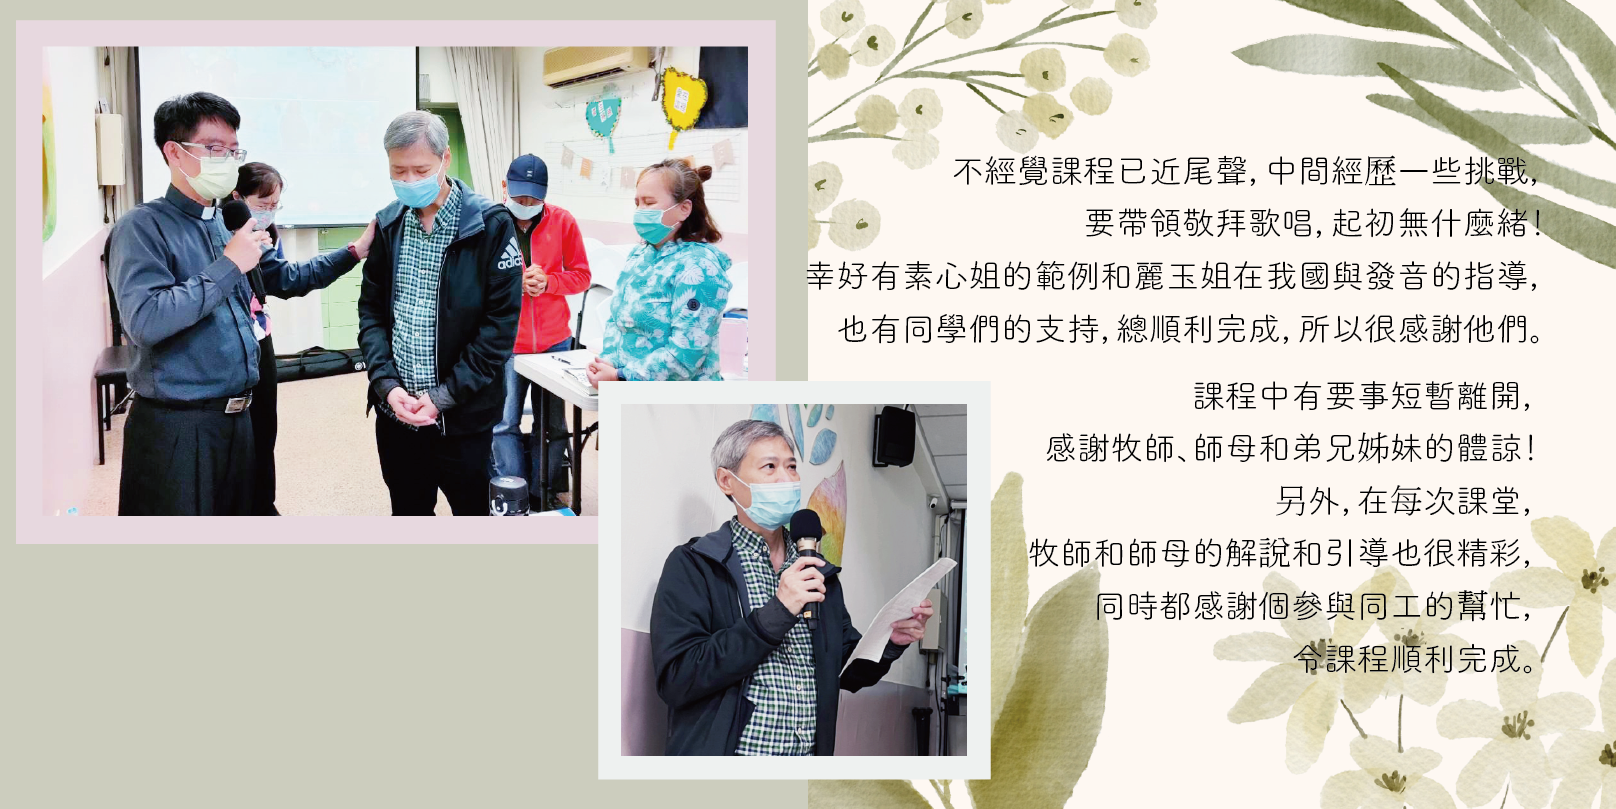 adidas
不經覺課程已近尾聲，中間經歷一些挑戰，
要帶領敬拜歌唱，起初無什麼緒！
幸好有素心姐的範例和麗玉姐在我國與發音的指導，
也有同學們的支持，總順利完成，所以很感謝他們。
課程中有要事短暫離開，
感謝牧師、師母和弟兄姊妹的體諒！
另外，在每次課堂，
牧師和師母的解說和引導也很精彩，
同時都感謝個參與同工的幫忙，
令課程順利完成。